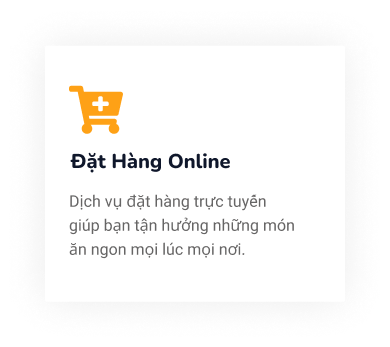 Đặt Hàng Online
Dịch vụ đặt hàng trực tuyến
giúp bạn tận hưởng những món
ăn ngon mọi lúc mọi nơi.